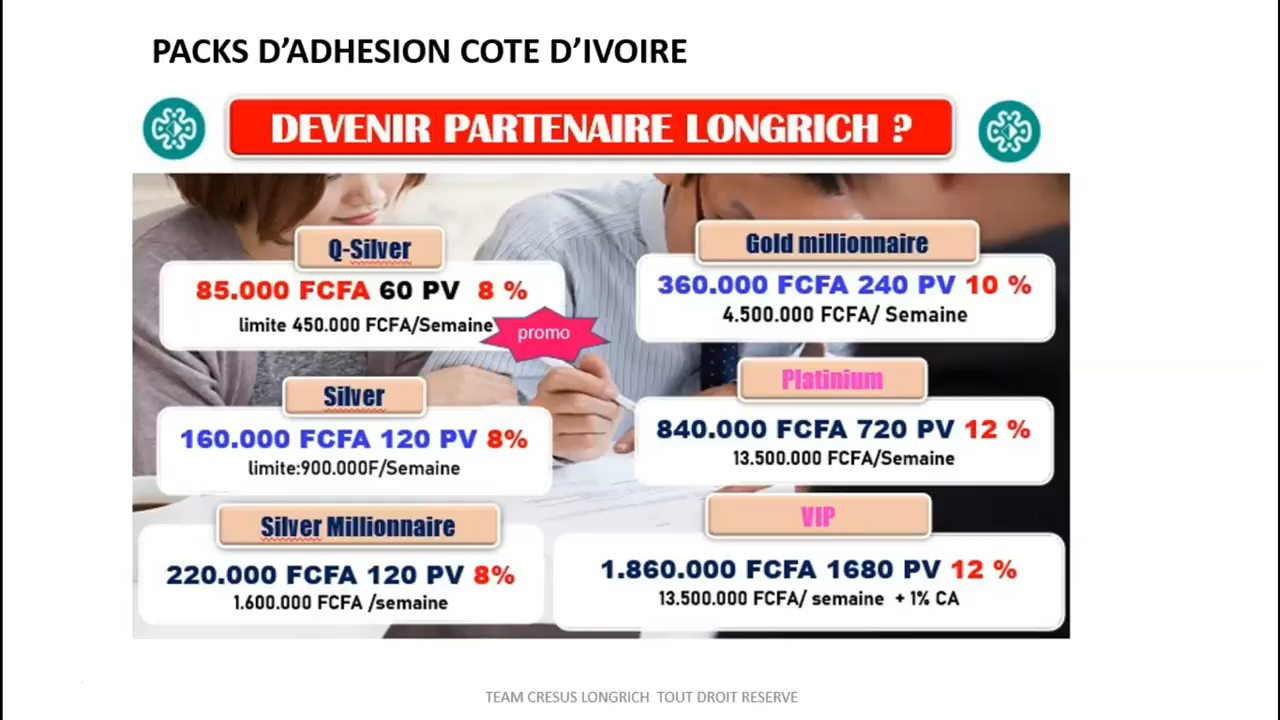 PACKS D’ADHESION COTE D’IVOIRE
DEVENIR PARTENAIRE LONGRICH ?
Q-Silver
85.000 FCFA 60 PV 8 %
limite 450.000 FCFA/Semaine
promo
Silver
160.000 FCFA 120 PV 8%
limite:900.000F/Semaine
Silver Millionnaire
220.000 FCFA 120 PV 8%
1.600.000 FCFA /semaine
Gold millionnaire
360.000 FCFA 240 PV 10 %
4.500.000 FCFA/ Semaine
Platinium
840.000 FCFA 720 PV 12 %
13.500.000 FCFA/Semaine
VIP
1.860.000 FCFA 1680 PV 12 %
13.500.000 FCFA/ semaine + 1% CA
TEAM CRESUS LONGRICH TOUT DROIT RESERVE